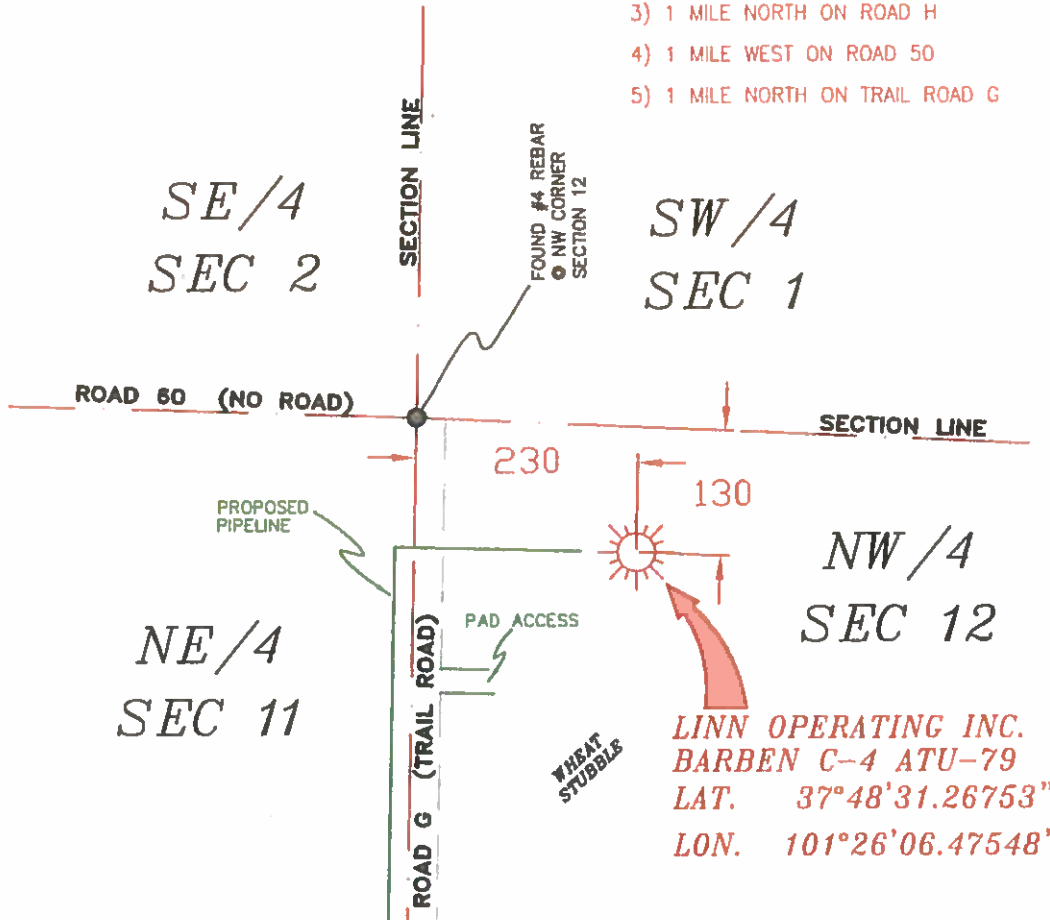 3) 1 MILE NORTH ON ROAD H
4) 1 MILE WEST ON ROAD 50
5) 1 MILE NORTH ON TRAIL ROAD G
SECTION LINE
FOUND #4 REBAR
@ NW CORNER
SECTION 12
SE/4
SEC 2
SW/4
SEC 1
ROAD 60 (NO ROAD)
SECTION LINE
230
130
PROPOSED
PIPELINE
NW/4
SEC 12
PAD ACCESS
NE/4
SEC 11
ROAD G (TRAIL ROAD)
WHEAT
STUBBLE
LINN OPERATING INC.
BARBEN C-4 ATU-79
LAT. 37°48'31.26753"
LON. 101°26'06.47548'